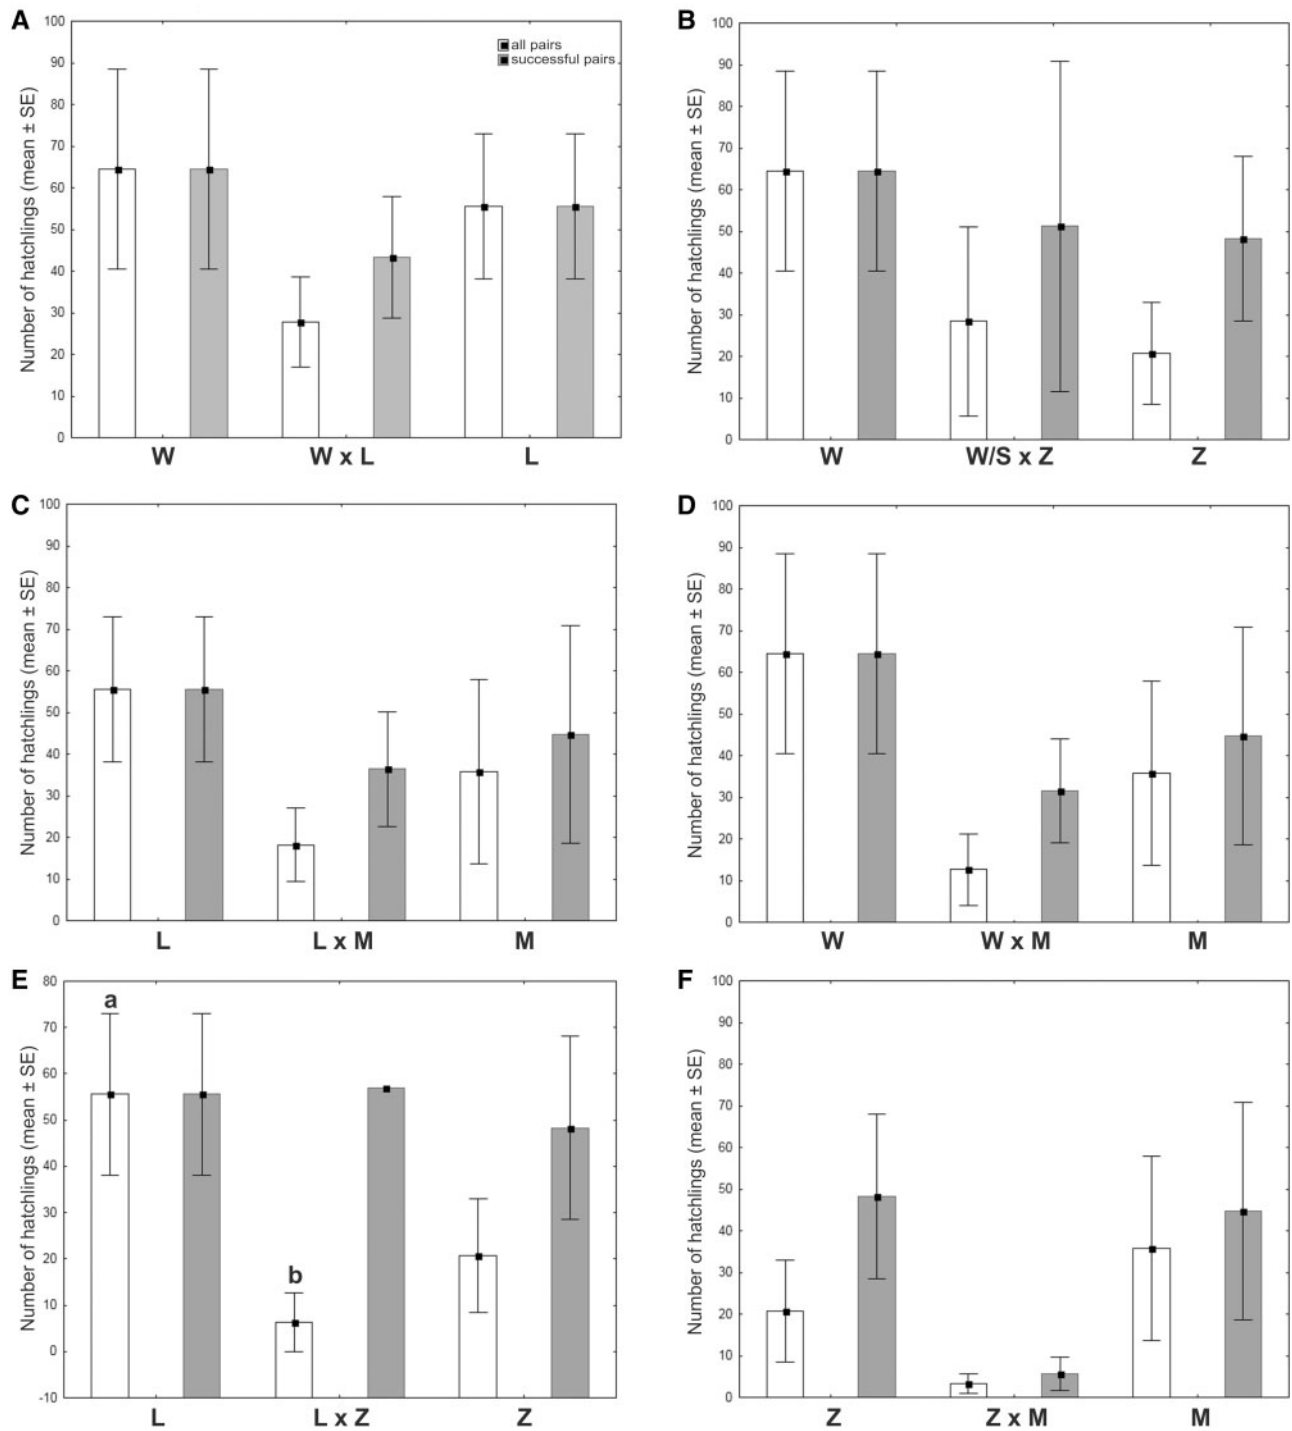 A
100
90
80
70
60
50
40
30
20
10
0
Number of hatchlings (mean ± SE)
all pairs
successful pairs
W
W x L
L
B
100
90
80
70
60
50
40
30
20
10
0
Number of hatchlings (mean ± SE)
W
W/S x Z
Z
C
100
90
80
70
60
50
40
30
20
10
0
Number of hatchlings (mean ± SE)
L
L x M
M
D
100
90
80
70
60
50
40
30
20
10
0
Number of hatchlings (mean ± SE)
W
W x M
M
E
80
70
60
50
40
30
20
10
0
-10
Number of hatchlings (mean ± SE)
a
b
L
L x Z
Z
F
100
90
80
70
60
50
40
30
20
10
0
Number of hatchlings (mean ± SE)
Z
Z x M
M